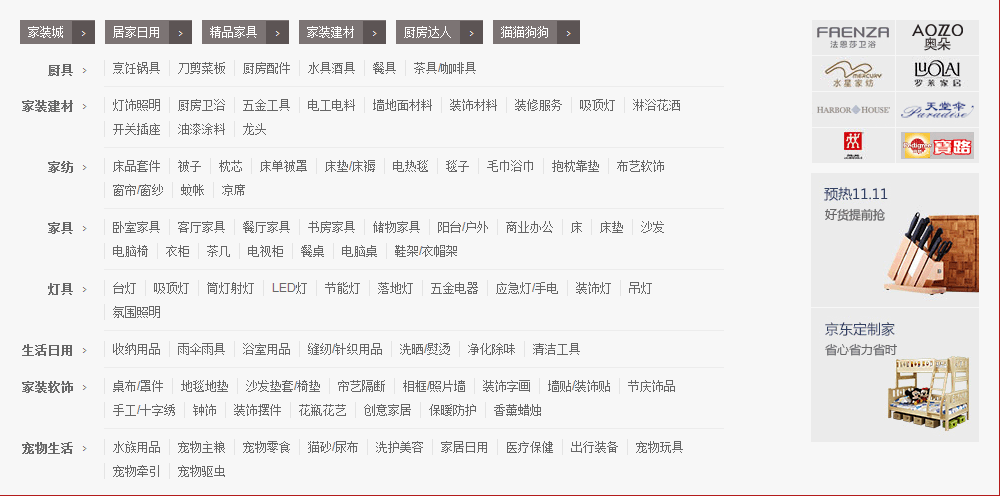 家装城 > 居家日用 > 精品家具 > 家装建材 > 厨房达人 > 猫猫狗狗 >
厨具 > 烹饪锅具 刀剪菜板 厨房配件 水具酒具 餐具 茶具/咖啡具
家装建材 > 灯饰照明 厨房卫浴 五金工具 电工电料 墙地面材料 装饰材料 装修服务 吸顶灯 淋浴花洒
开关插座 油漆涂料 龙头
家纺 > 床品套件 被子 枕芯 床单被罩 床垫/床褥 电热毯 毯子 毛巾浴巾 抱枕靠垫 布艺软饰
窗帘/窗纱 蚊帐 凉席
家具 > 卧室家具 客厅家具 餐厅家具 书房家具 储物家具 阳台/户外 商业办公 床 床垫 沙发
电脑椅 衣柜 茶几 电视柜 餐桌 电脑桌 鞋架/衣帽架
灯具 > 台灯 吸顶灯 筒灯射灯 LED灯 节能灯 落地灯 五金电器 应急灯/手电 装饰灯 吊灯
氛围照明
生活日用 > 收纳用品 雨伞雨具 浴室用品 缝纫/针织用品 洗晒/熨烫 净化除味 清洁工具
家装软饰 > 桌布/罩件 地毯地垫 沙发垫套/椅垫 帘艺隔断 相框/照片墙 装饰字画 墙贴/装饰贴 节庆饰品
手工/十字绣 钟饰 装饰摆件 花瓶花艺 创意家居 保暖防护 香薰蜡烛
宠物生活 > 水族用品 宠物主粮 宠物零食 猫砂/尿布 洗护美容 家居日用 医疗保健 出行装备 宠物玩具
宠物牵引 宠物驱虫
FAENZA
法恩莎卫浴
AOZZO
奥朵
MERCURY
水星家纺
LUOLAI
罗莱家居
HARBOR HOUSE
天堂伞
Paradise
Pedigree 寶路
预热11.11
好货提前抢
京东定制家
省心省力省时